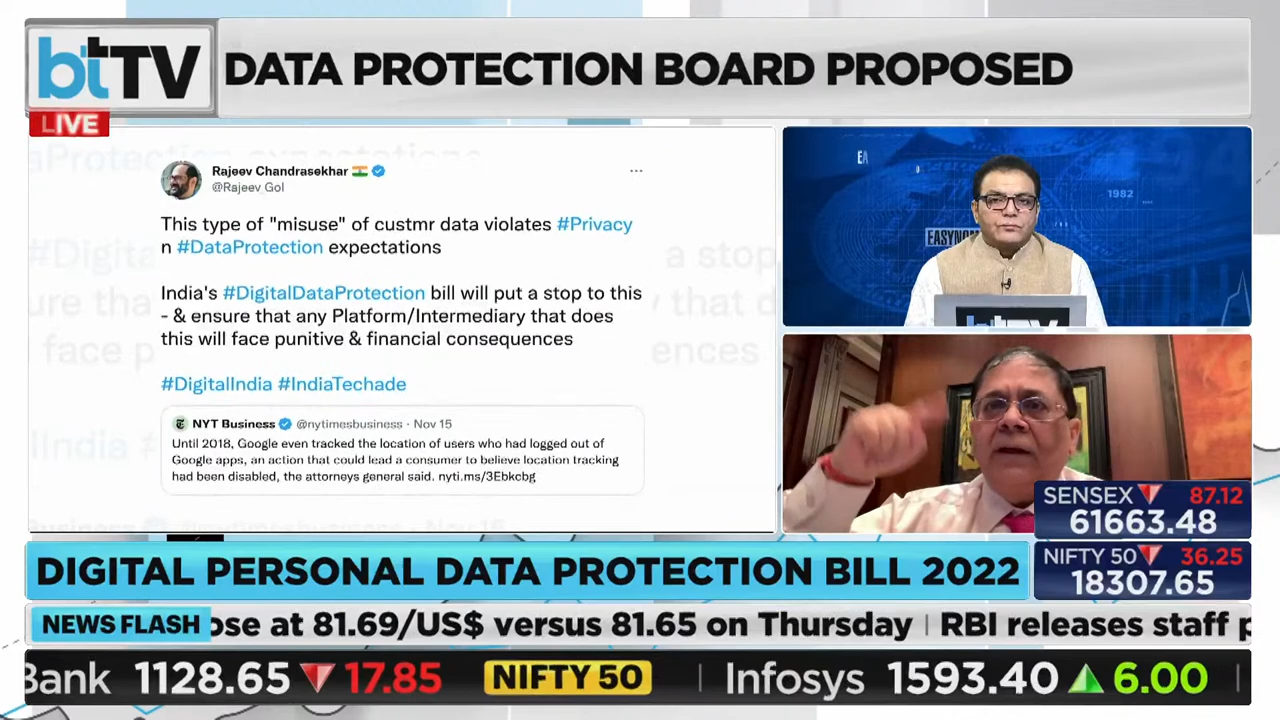 btTV
DATA PROTECTION BOARD PROPOSED
LIVE
Rajeev Chandrasekhar
@Rajeev GoI
This type of "misuse" of custmr data violates #Privacy
n #DataProtection expectations
India's #DigitalDataProtection bill will put a stop to this
- & ensure that any Platform/Intermediary that does
this will face punitive & financial consequences
#DigitalIndia #IndiaTechade
NYT Business @nytimesbusiness · Nov 15
Until 2018, Google even tracked the location of users who had logged out of
Google apps, an action that could lead a consumer to believe location tracking
had been disabled, the attorneys general said. nyti.ms/3Ebkcbg
EA
1982
SENSEX 87.12
61663.48
NIFTY 50 36.25
18307.65
DIGITAL PERSONAL DATA PROTECTION BILL 2022
NEWS FLASH ose at 81.69/US$ versus 81.65 on Thursday | RBI releases staff p
Bank 1128.65 17.85 NIFTY 50 | Infosys 1593.40 6.00